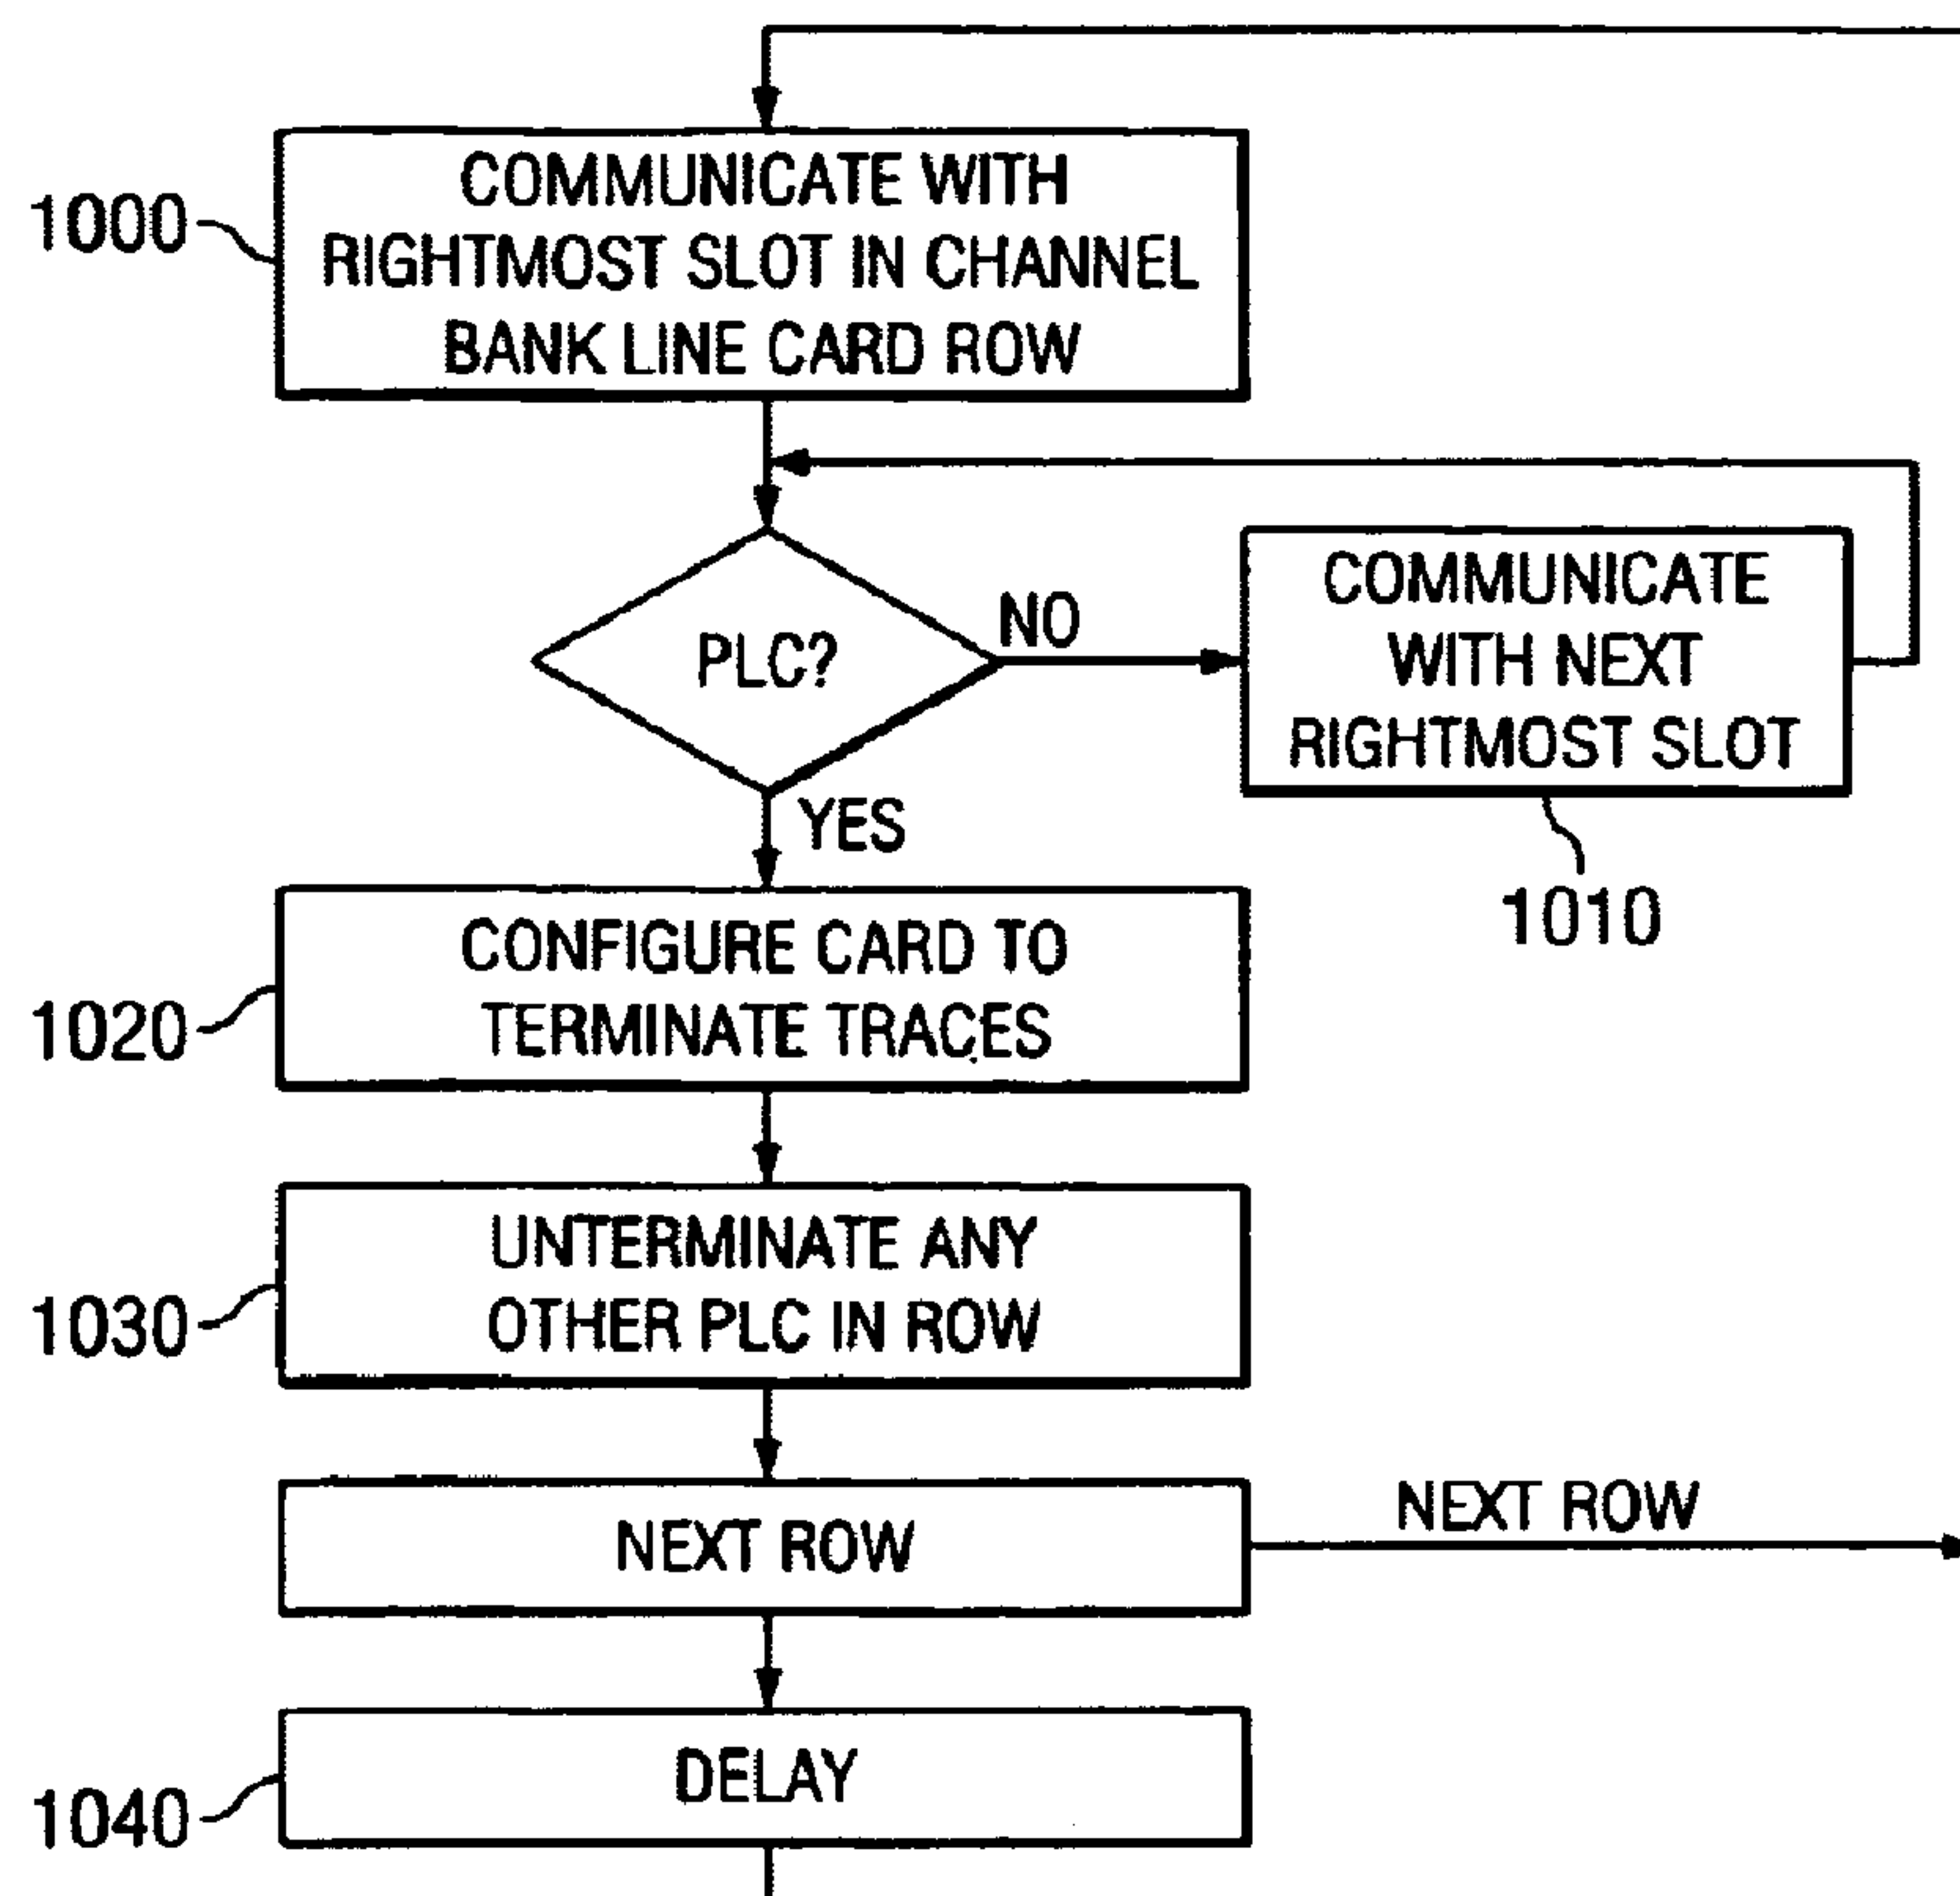 COMMUNICATE WITH
RIGHTMOST SLOT IN CHANNEL
BANK LINE CARD ROW
1000
PLC?
NO
COMMUNICATE
WITH NEXT
RIGHTMOST SLOT
1010
YES
CONFIGURE CARD TO
TERMINATE TRACES
1020
UNTERMINATE ANY
OTHER PLC IN ROW
1030
NEXT ROW
NEXT ROW
DELAY
1040